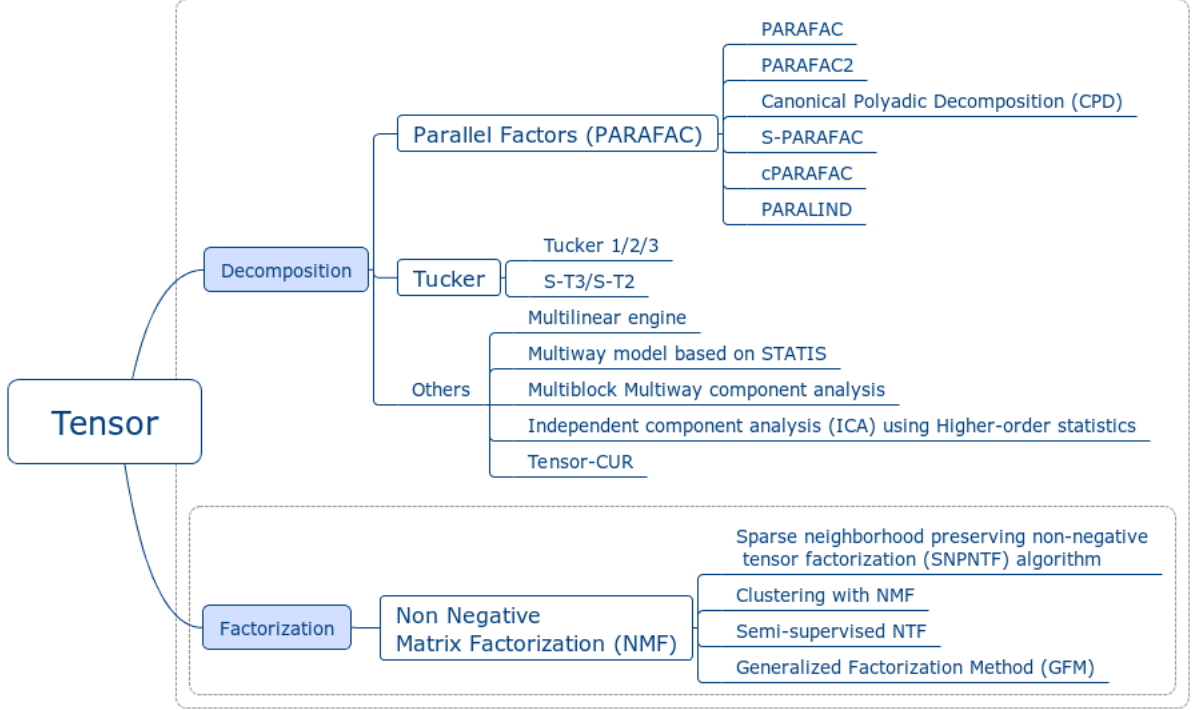 PARAFAC
PARAFAC2
Canonical Polyadic Decomposition (CPD)
Parallel Factors (PARAFAC)
S-PARAFAC
cPARAFAC
PARALIND
Tucker 1/2/3
Decomposition
Tucker
S-T3/S-T2
Multilinear engine
Multiway model based on STATIS
Others
Multiblock Multiway component analysis
Tensor
Independent component analysis (ICA) using Higher-order statistics
Tensor-CUR
Sparse neighborhood preserving non-negative
tensor factorization (SNPNTF) algorithm
Clustering with NMF
Factorization
Non Negative
Matrix Factorization (NMF)
Semi-supervised NTF
Generalized Factorization Method (GFM)